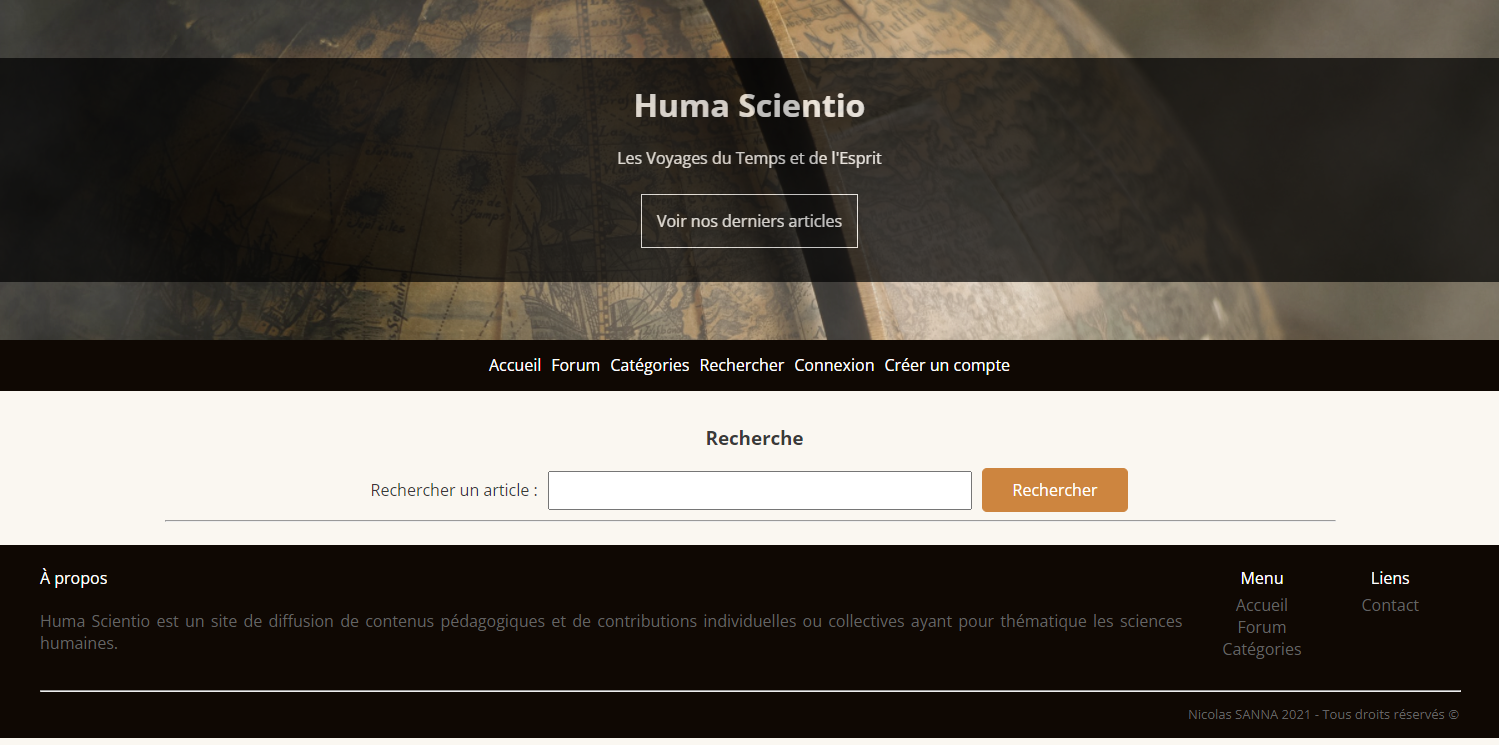 Huma Scientio
Les Voyages du Temps et de l'Esprit
Voir nos derniers articles
Accueil Forum Catégories Rechercher Connexion Créer un compte
Recherche
Rechercher un article :
Rechercher
À propos
Huma Scientio est un site de diffusion de contenus pédagogiques et de contributions individuelles ou collectives ayant pour thématique les sciences
humaines.
Menu
Accueil
Forum
Catégories
Liens
Contact
Nicolas SANNA 2021 - Tous droits réservés ©